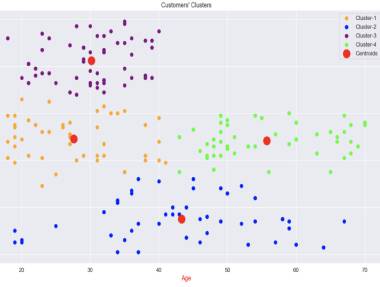 Customers' Clusters
Cluster-1
Cluster-2
Cluster-3
Cluster-4
Centroids
20 30 40 50 60 70
Age